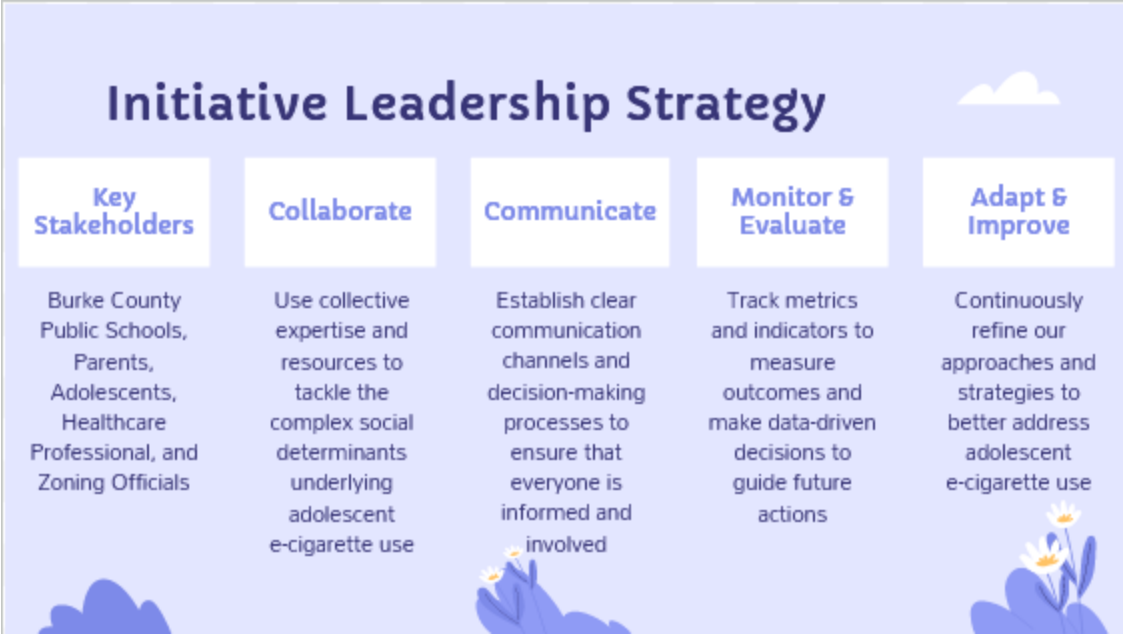 Initiative Leadership Strategy
Key
Stakeholders
Burke County
Public Schools,
Parents,
Adolescents,
Healthcare
Professional, and
Zoning Officials
Collaborate
Use collective
expertise and
resources to
tackle the
complex social
determinants
underlying
adolescent
e-cigarette use
Communicate
Establish clear
communication
channels and
decision-making
processes to
ensure that
everyone is
informed and
involved
Monitor &
Evaluate
Track metrics
and indicators to
measure
outcomes and
make data-driven
decisions to
guide future
actions
Adapt &
Improve
Continuously
refine our
approaches and
strategies to
better address
adolescent
e-cigarette use